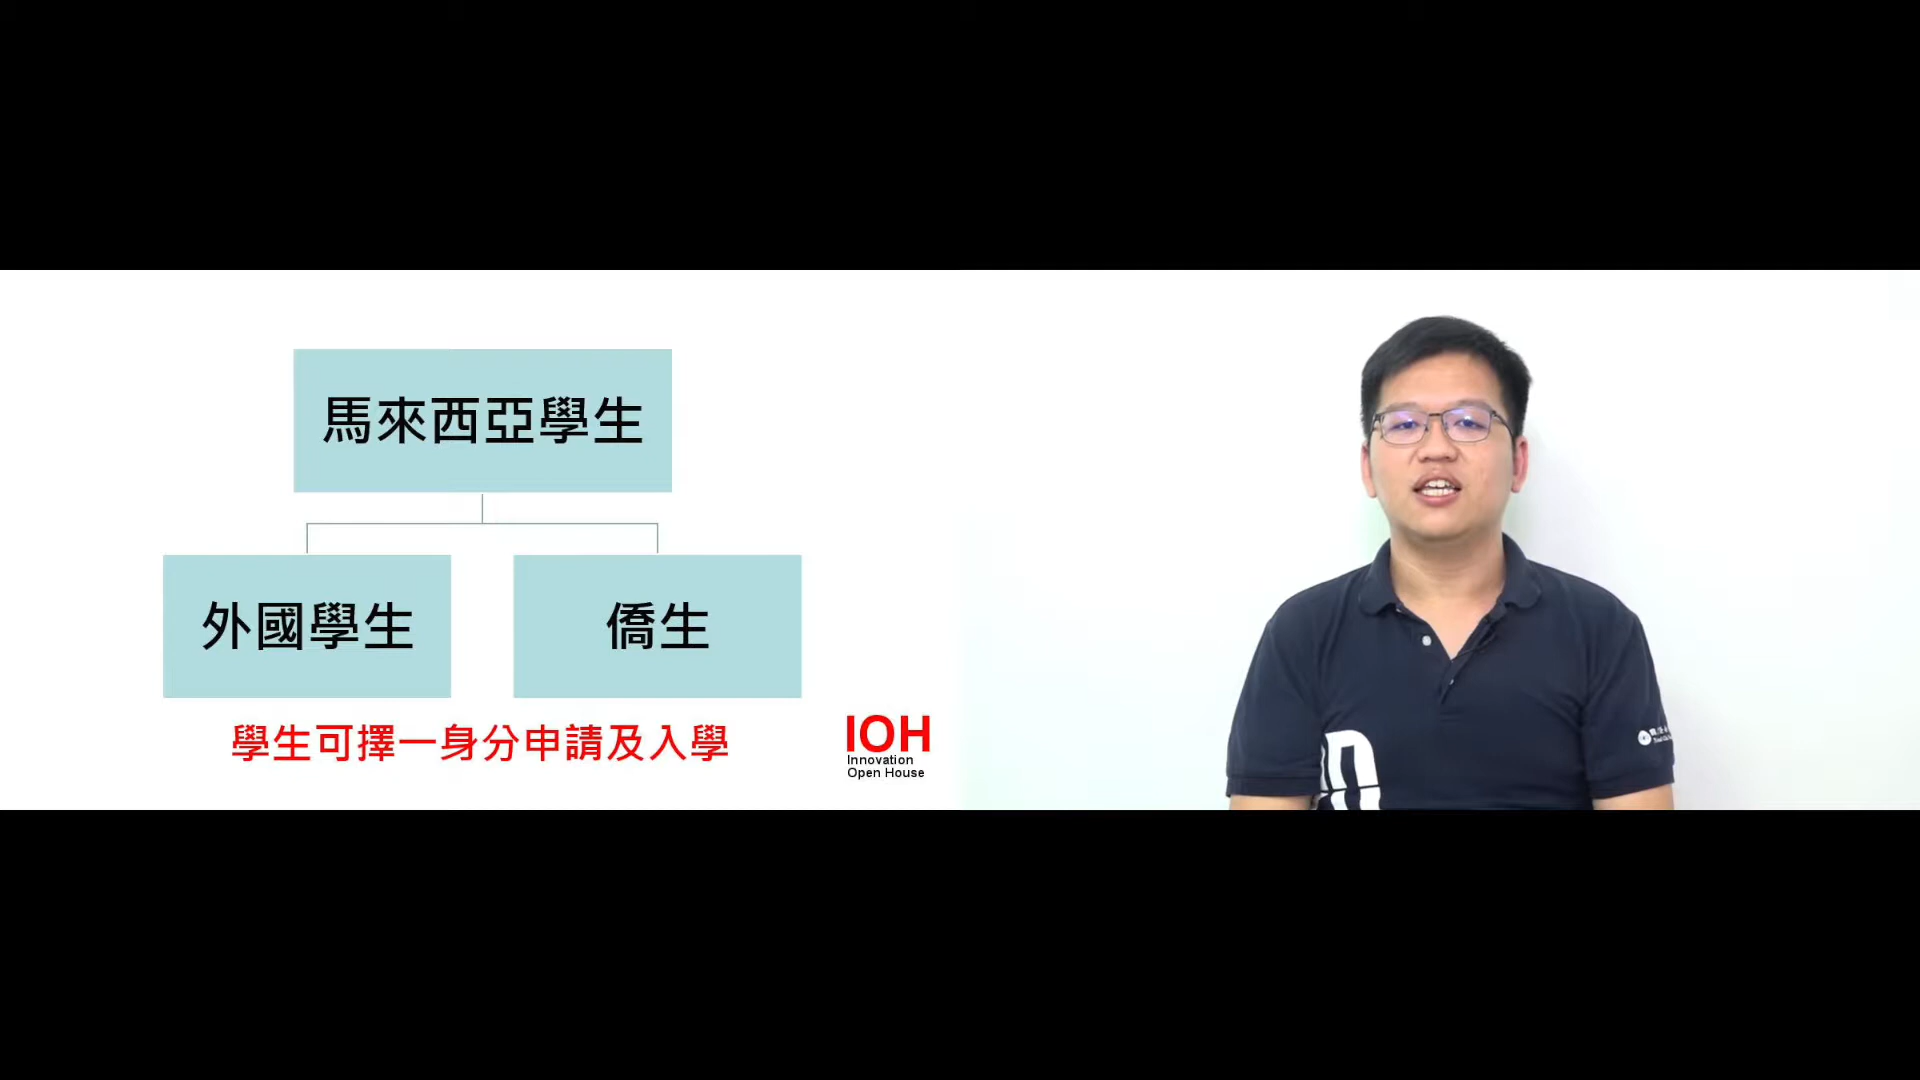 馬來西亞學生
外國學生
僑生
學生可擇一身分申請及入學
IOH
Innovation
Open House